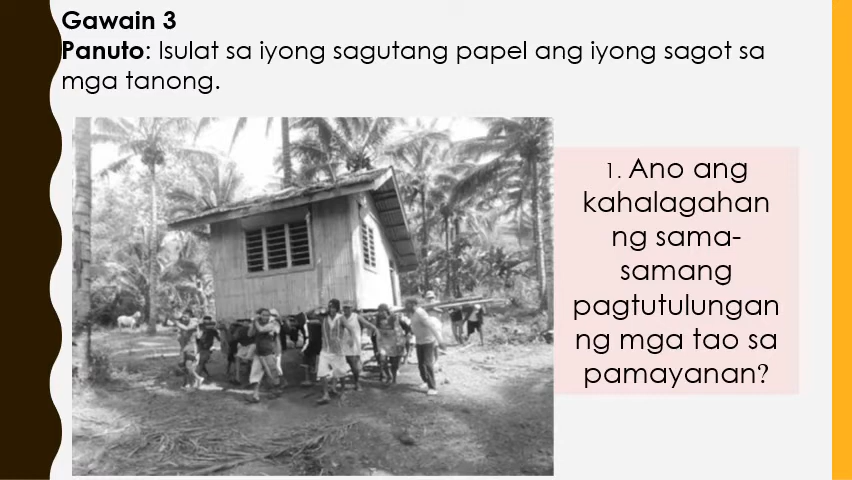 Gawain 3
Panuto: Isulat sa iyong sagutang papel ang iyong sagot sa
mga tanong.
1. Ano ang
kahalagahan
ng sama-
samang
pagtutulungan
ng mga tao sa
pamayanan?